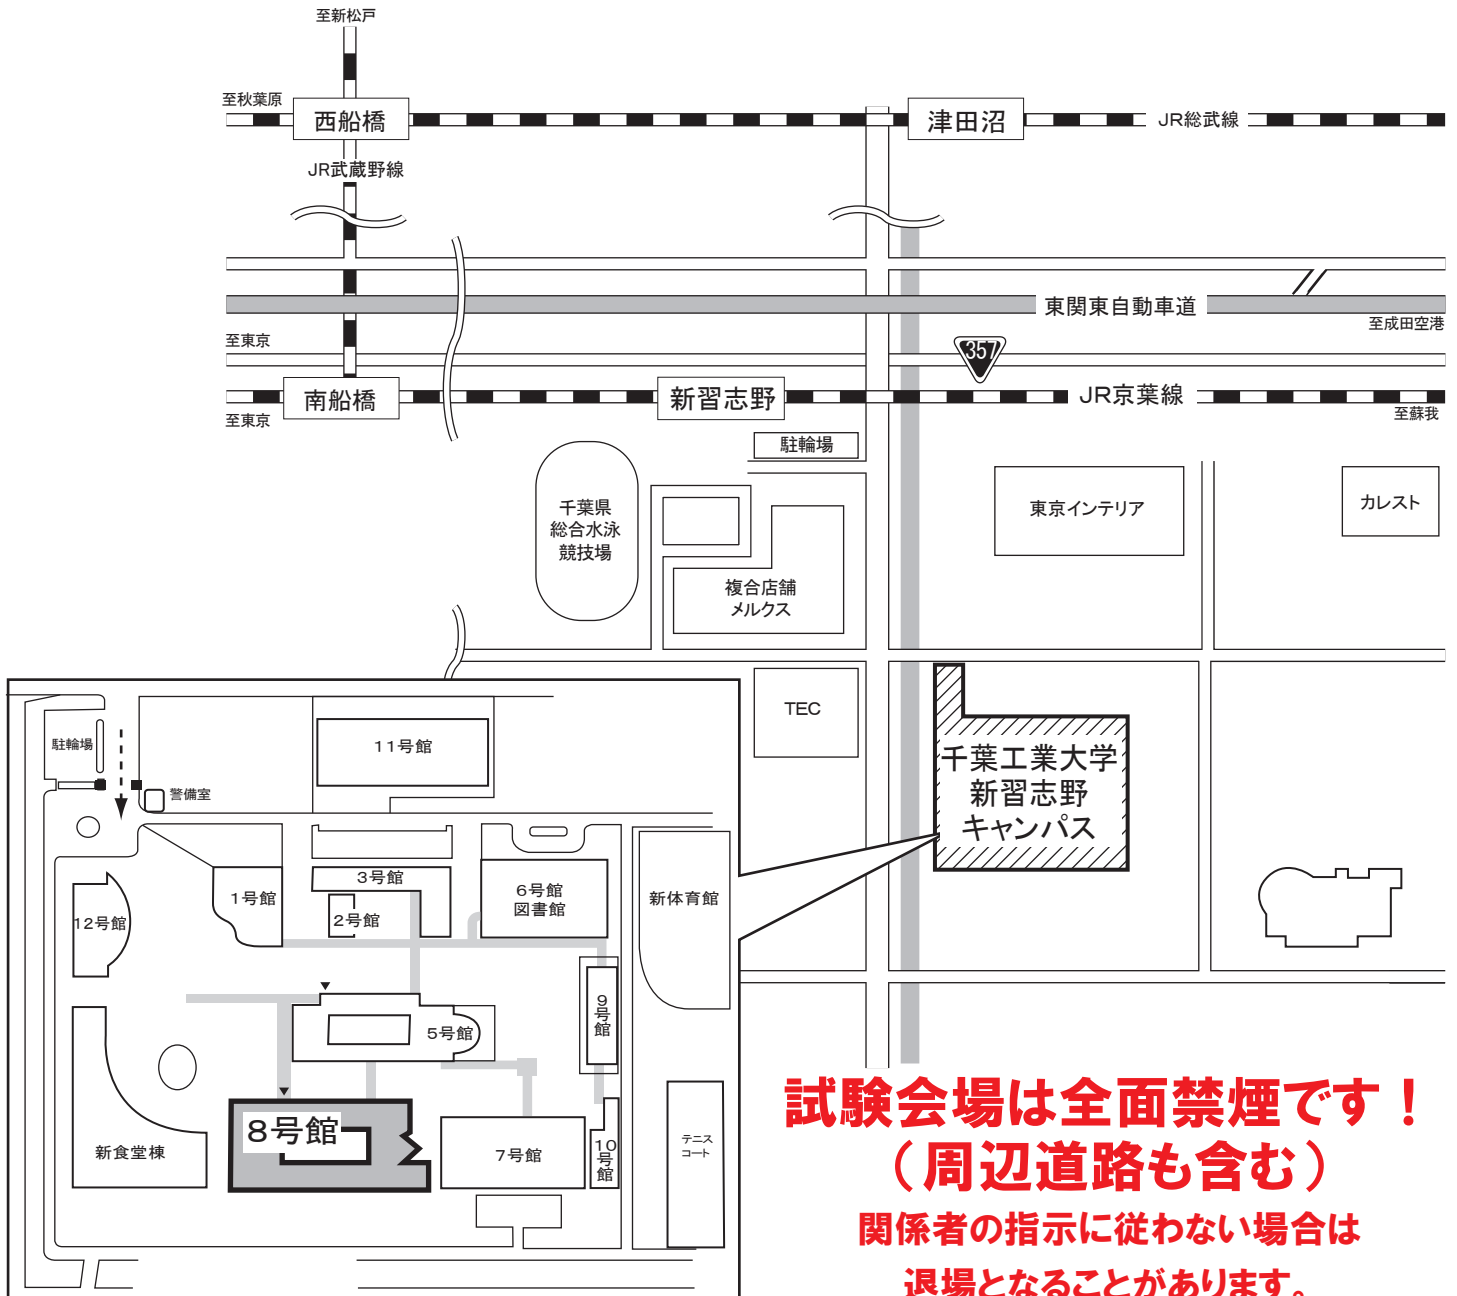 至新松戸
至秋葉原
西船橋
津田沼
JR総武線
JR武蔵野線
東関東自動車道
至成田空港
至東京
357
南船橋
新習志野
JR京葉線
至東京
至蘇我
駐輪場
千葉県
総合水泳
競技場
東京インテリア
カレスト
複合店舗
メルクス
TEC
千葉工業大学
新習志野
キャンパス
駐輪場
警備室
11号館
12号館
1号館
3号館
2号館
6号館
図書館
新体育館
9号館
5号館
新食堂棟
8号館
7号館
10号館
テニス
コート
試験会場は全面禁煙です！
（周辺道路も含む）
関係者の指示に従わない場合は
退場となることがあります。